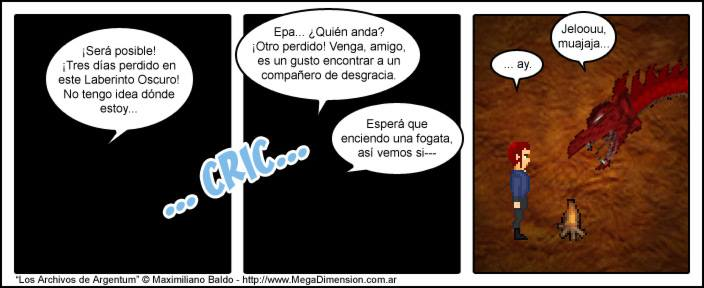 ¡Será posible!
¡Tres días perdido en
este Laberinto Oscuro!
No tengo idea dónde
estoy...
... CRIC...
Epa... ¿Quién anda?
¡Otro perdido! Venga, amigo,
es un gusto encontrar a un
compañero de desgracia.
Esperá que
enciendo una fogata,
así vemos si---
Jeloouu,
muajaja...
... ay.
“Los Archivos de Argentum” © Maximiliano Baldo - http://www.MegaDimension.com.ar